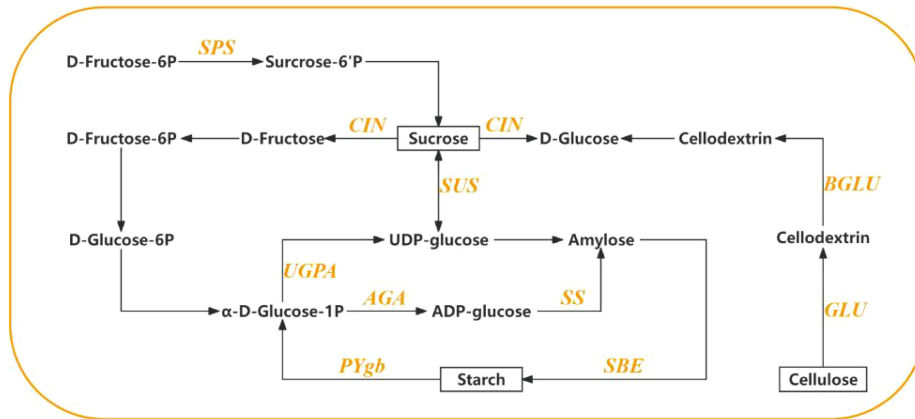 SPS
D-Fructose-6P
Surcrose-6'P
D-Fructose-6P
D-Fructose
CIN
Sucrose
CIN
D-Glucose
Cellodextrin
SUS
BGLU
D-Glucose-6P
UDP-glucose
Amylose
Cellodextrin
UGPA
α-D-Glucose-1P
AGA
ADP-glucose
SS
GLU
PYgb
Starch
SBE
Cellulose